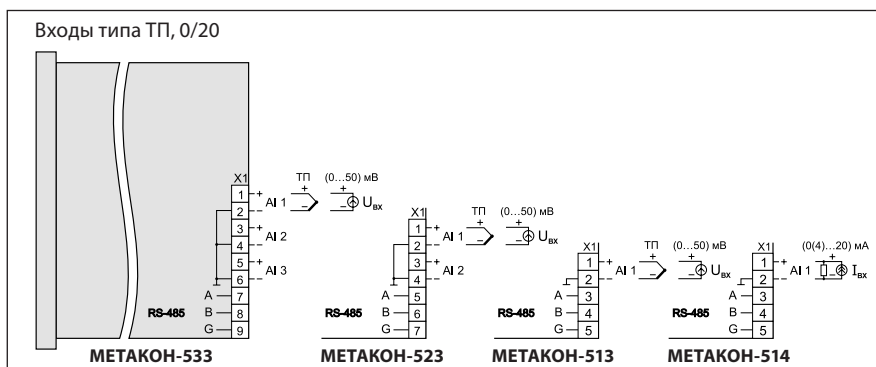 Входы типа ТП, 0/20
X1
1 + AI 1 ТП + − (0...50) мВ + − Uвх
2 −
3 + AI 2
4 −
5 + AI 3
6 −
A 7
RS-485 B 8
G 9
МЕТАКОН-533
X1
1 + AI 1 ТП + − (0...50) мВ + − Uвх
2 −
3 + AI 2
4 −
A 5
RS-485 B 6
G 7
МЕТАКОН-523
X1
1 + AI 1 ТП + − (0...50) мВ + − Uвх
2 −
A 3
RS-485 B 4
G 5
МЕТАКОН-513
X1
1 + AI 1 (0(4)...20) мА + − Iвх
2 −
A 3
RS-485 B 4
G 5
МЕТАКОН-514